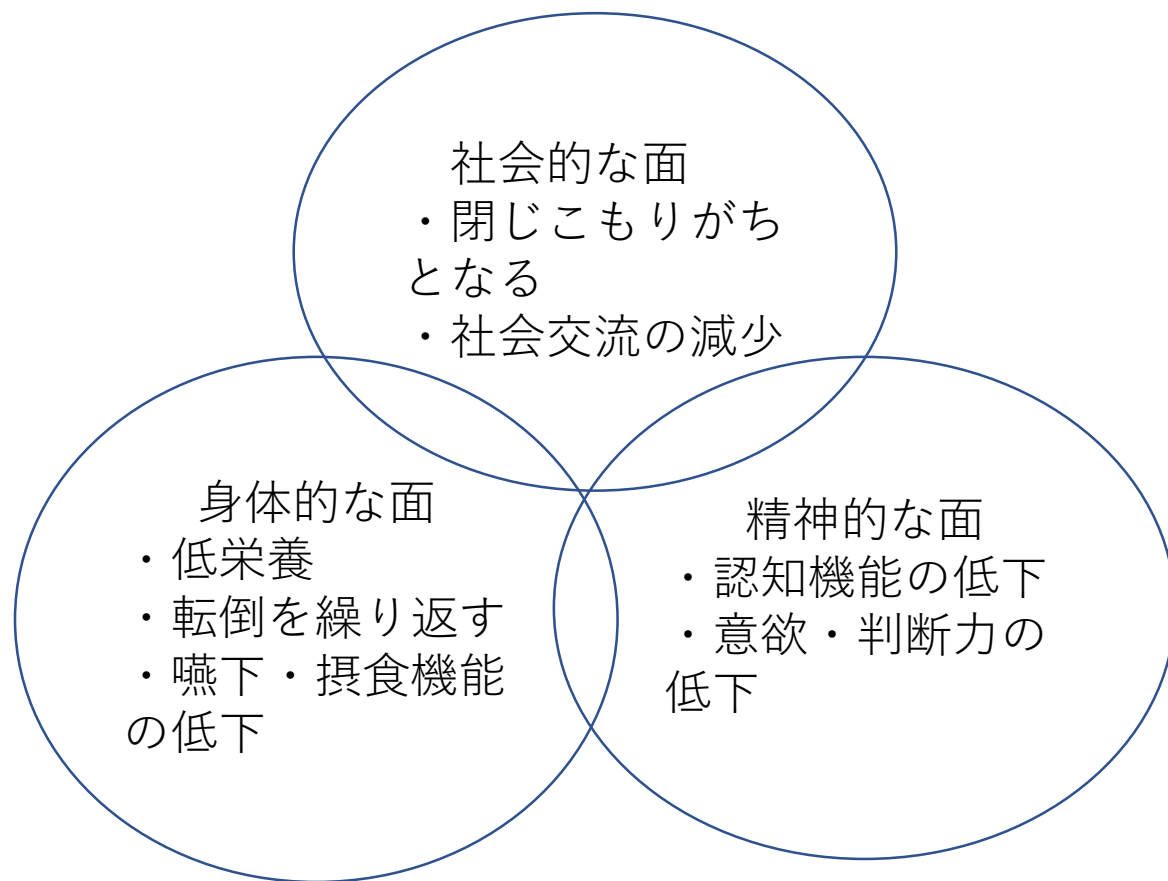 社会的な面
・閉じこもりがち
となる
・社会交流の減少
身体的な面
・低栄養
・転倒を繰り返す
・嚥下・摂食機能
の低下
精神的な面
・認知機能の低下
・意欲・判断力の
低下